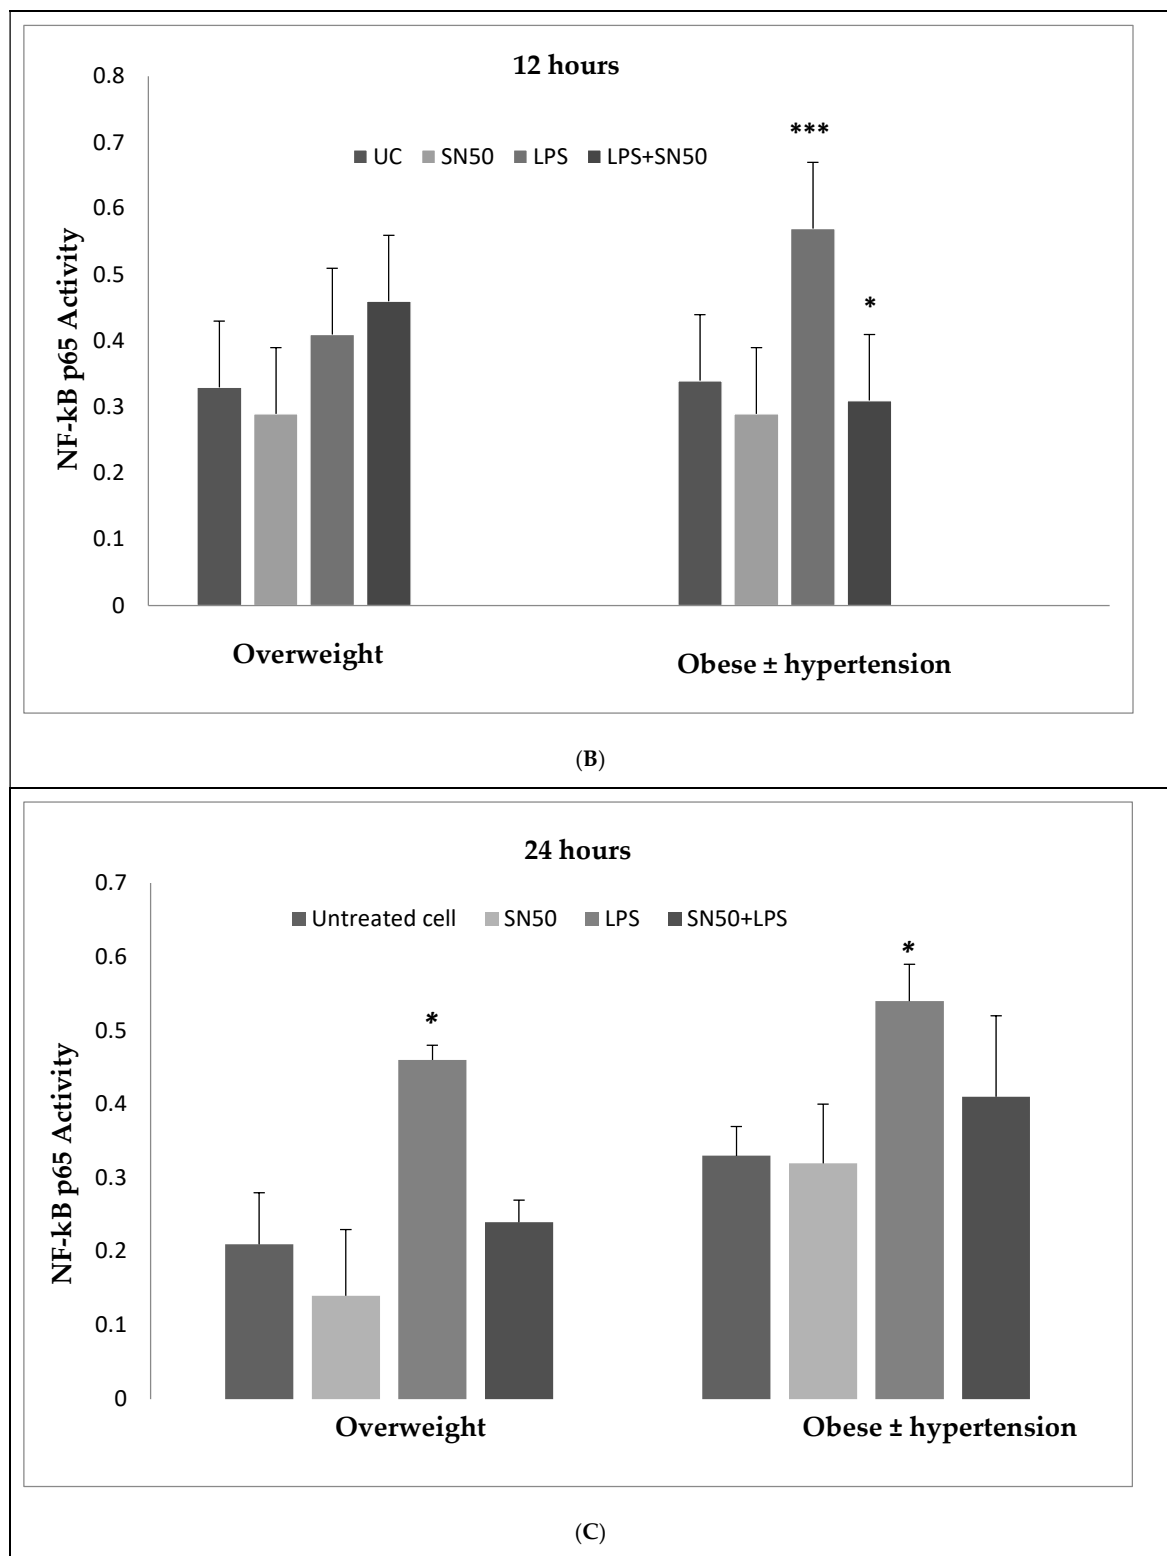 12 hours
0.8
0.7
0.6
0.5
0.4
0.3
0.2
0.1
0
NF-kB p65 Activity
UC SN50 LPS LPS+SN50
***
*
Overweight
Obese ± hypertension
(B)
24 hours
0.7
0.6
0.5
0.4
0.3
0.2
0.1
0
NF-kB p65 Activity
Untreated cell SN50 LPS SN50+LPS
*
*
Overweight
Obese ± hypertension
(C)